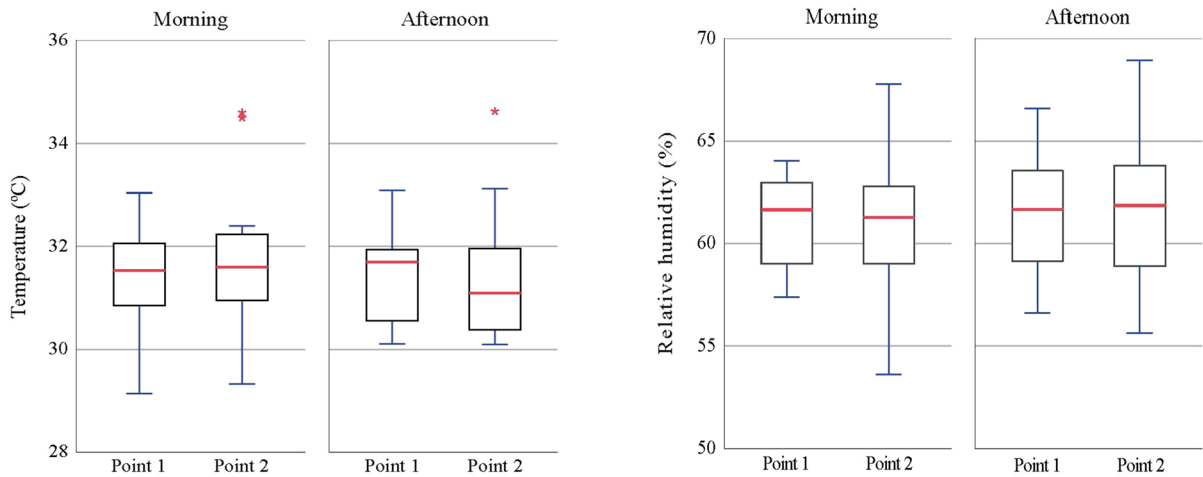 Morning
Afternoon
36
34
32
30
28
Temperature (ºC)
Point 1
Point 2
Point 1
Point 2
Morning
Afternoon
70
65
60
55
50
Relative humidity (%)
Point 1
Point 2
Point 1
Point 2